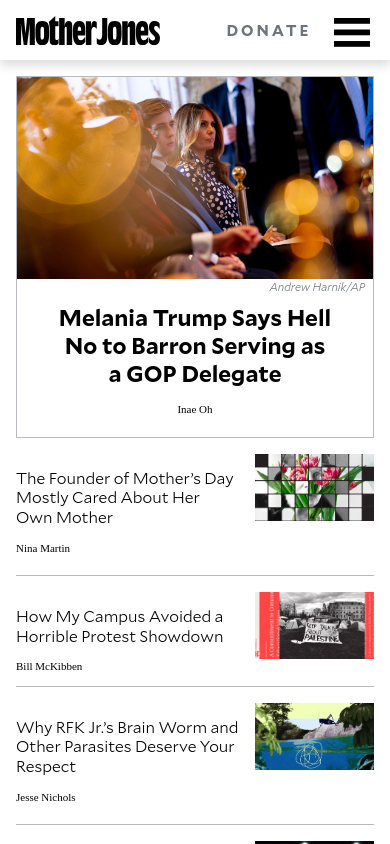 Mother Jones
DONATE
Andrew Harnik/AP
Melania Trump Says Hell
No to Barron Serving as
a GOP Delegate
Inae Oh
The Founder of Mother’s Day
Mostly Cared About Her
Own Mother
Nina Martin
How My Campus Avoided a
Horrible Protest Showdown
Bill McKibben
Why RFK Jr.’s Brain Worm and
Other Parasites Deserve Your
Respect
Jesse Nichols